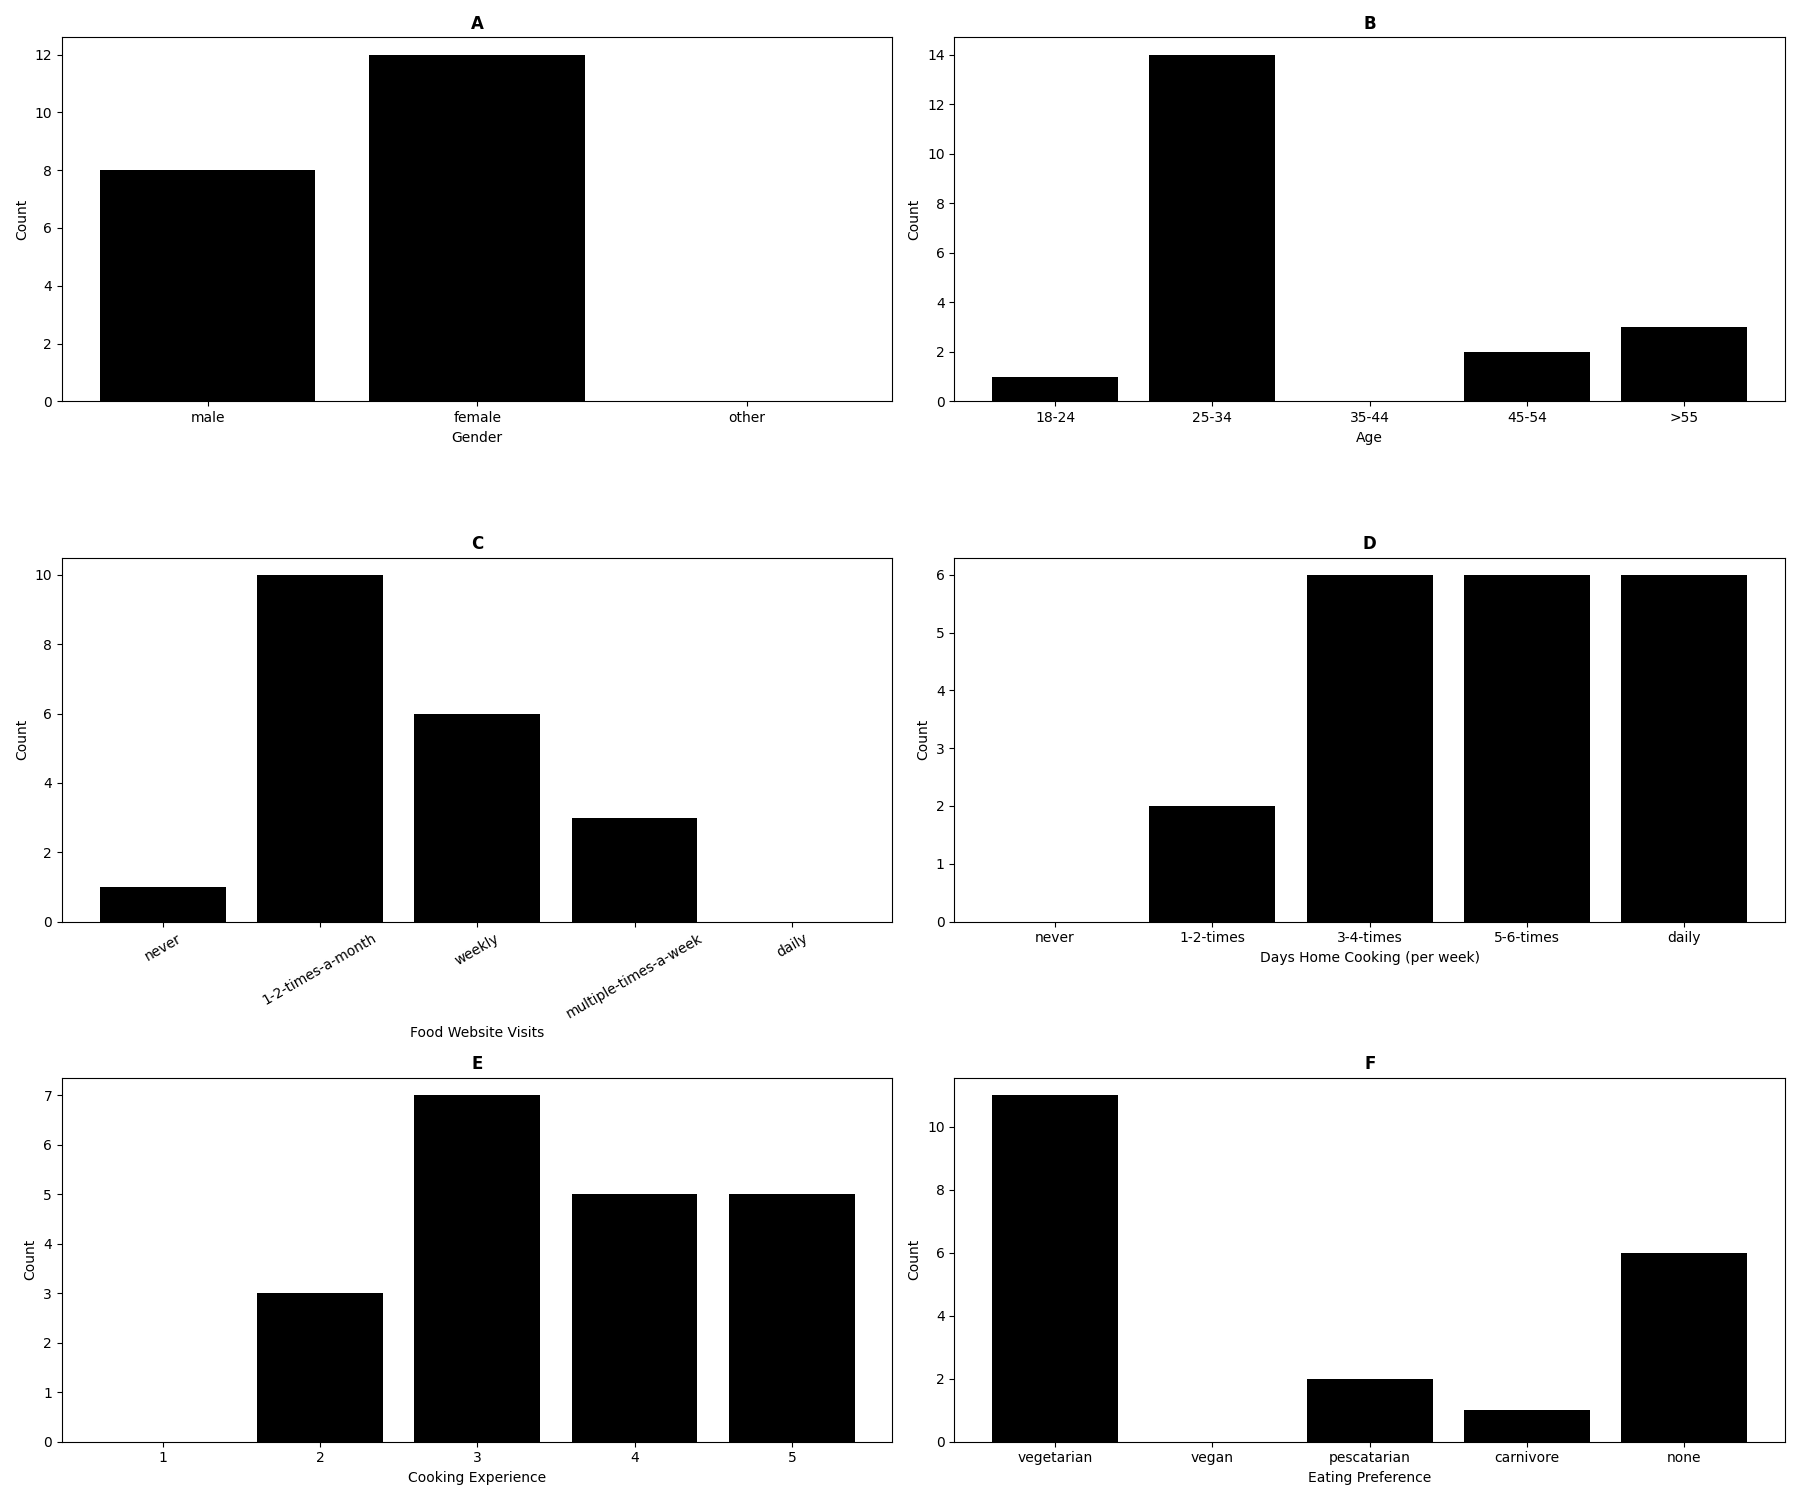 A
12
10
8
6
4
2
0
Count
male female other
Gender
B
14
12
10
8
6
4
2
0
Count
18-24 25-34 35-44 45-54 >55
Age
C
10
8
6
4
2
0
Count
never 1-2-times-a-month weekly multiple-times-a-week daily
Food Website Visits
D
6
5
4
3
2
1
0
Count
never 1-2-times 3-4-times 5-6-times daily
Days Home Cooking (per week)
E
7
6
5
4
3
2
1
0
Count
1 2 3 4 5
Cooking Experience
F
10
8
6
4
2
0
Count
vegetarian vegan pescatarian carnivore none
Eating Preference